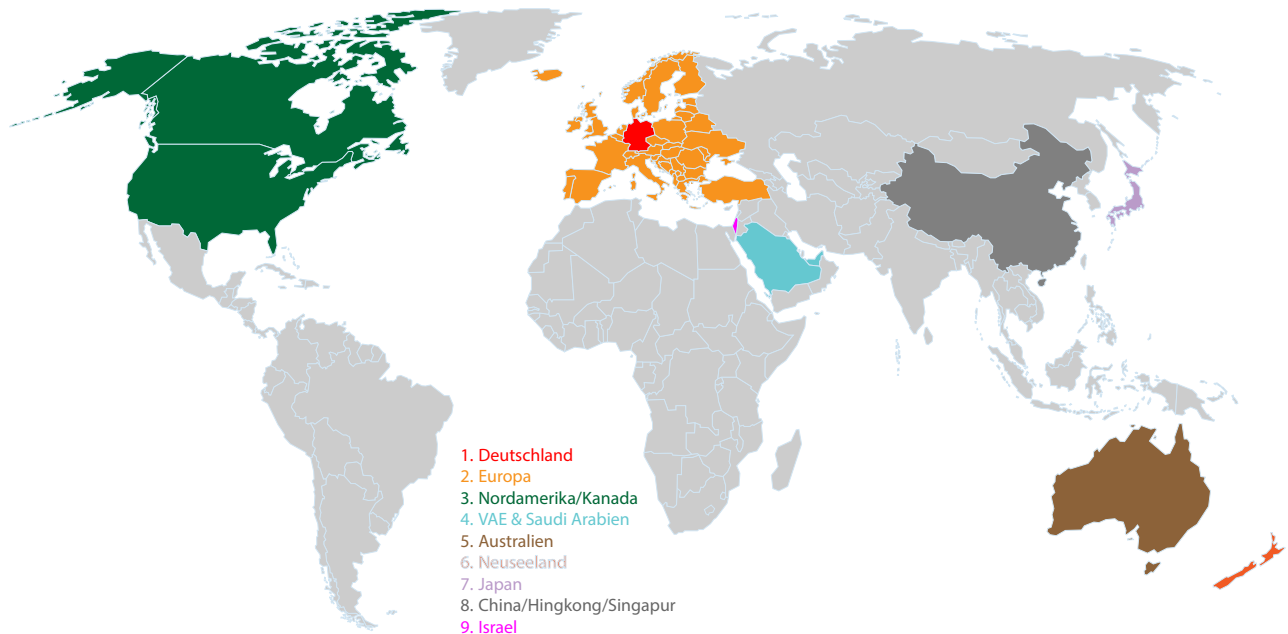 1. Deutschland
2. Europa
3. Nordamerika/Kanada
4. VAE & Saudi Arabien
5. Australien
6. Neuseeland
7. Japan
8. China/Hingkong/Singapur
9. Israel